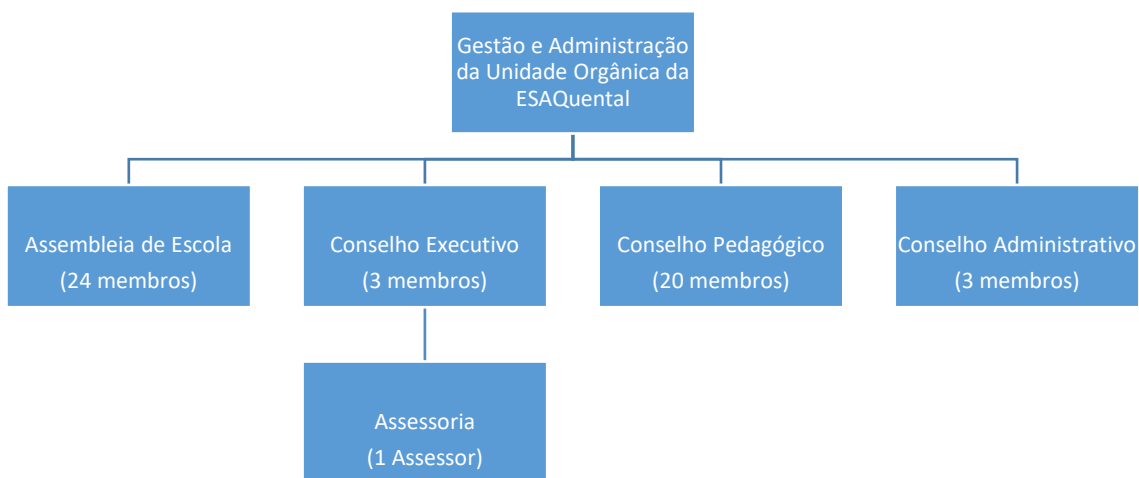 Gestão e Administração
da Unidade Orgânica da
ESAQuental
Assembleia de Escola
(24 membros)
Conselho Executivo
(3 membros)
Conselho Pedagógico
(20 membros)
Conselho Administrativo
(3 membros)
Assessoria
(1 Assessor)